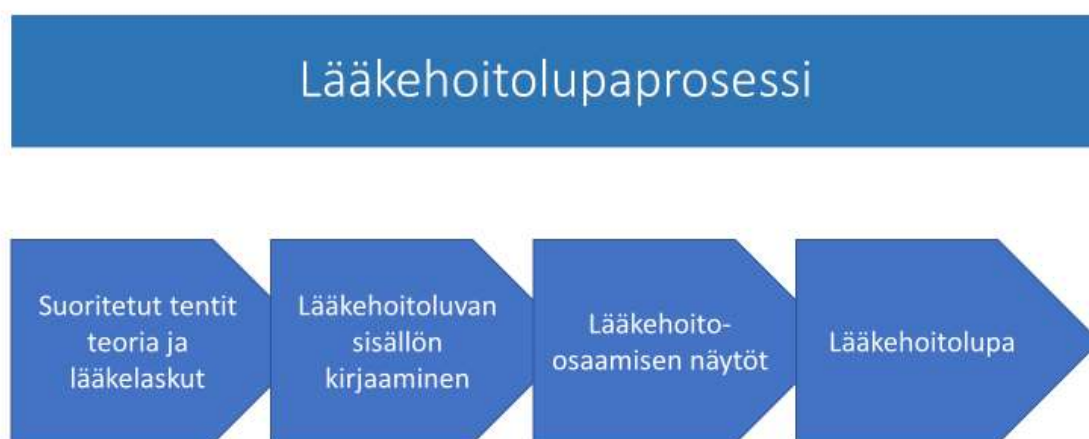 Lääkehoitolupaprosessi
Suoritetut tentit
teoria ja
lääkelaskut
Lääkehoitoluvan
sisällön
kirjaaminen
Lääkehoito-
osaamisen näytöt
Lääkehoitolupa